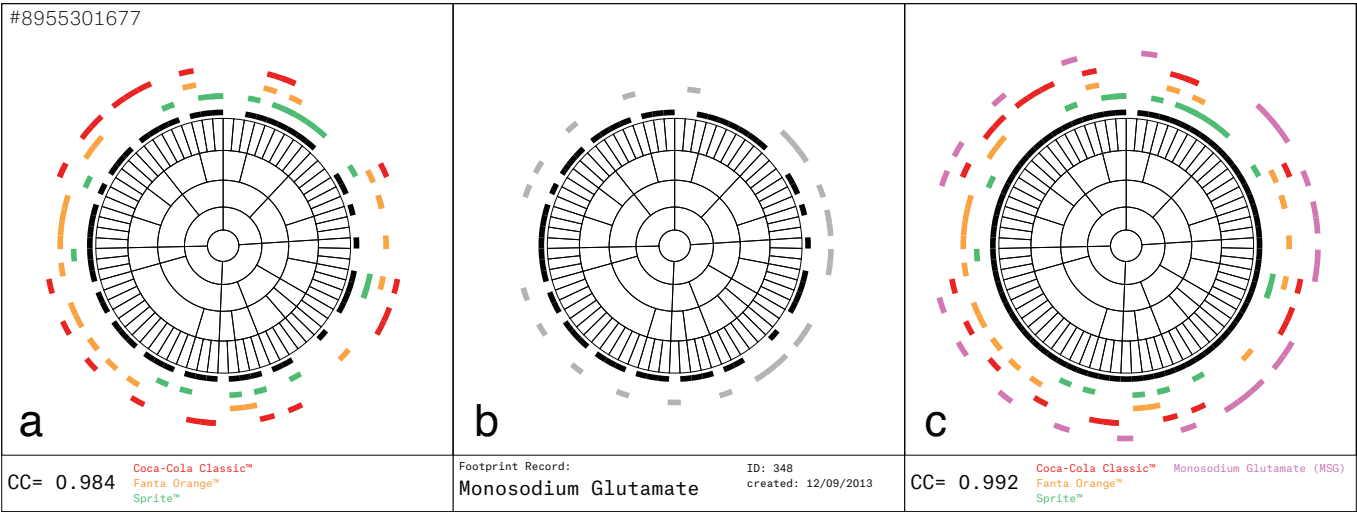 #8955301677
a
b
c
CC= 0.984
Coca-Cola Classic™
Fanta Orange™
Sprite™
Footprint Record:
Monosodium Glutamate
ID: 348
created: 12/09/2013
CC= 0.992
Coca-Cola Classic™ Monosodium Glutamate (MSG)
Fanta Orange™
Sprite™